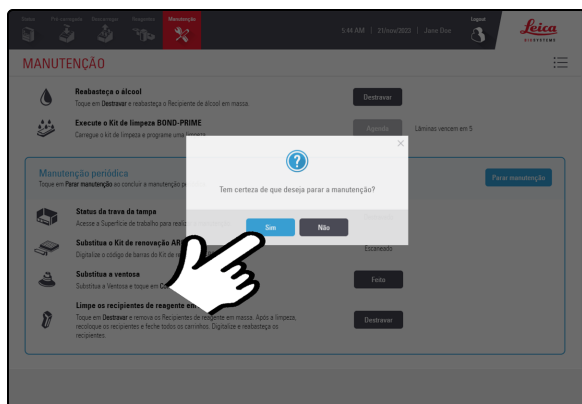 Status
Pré-carregado
Descarregar
Reagentes
Manutenção
5:44 AM | 21/nov/2023 | Jane Doe
Logout
Leica
BIOSYSTEMS
MANUTENÇÃO
Reabasteça o álcool
Toque em Destravar e reabasteça o Recipiente de álcool em massa.
Destravar
Execute o Kit de limpeza BOND-PRIME
Carregue o kit de limpeza e programe uma limpeza.
Agenda
Lâminas vencem em 5
Manutenção periódica
Toque em Parar manutenção ao concluir a manutenção
Parar manutenção
Tem certeza de que deseja parar a manutenção?
Sim
Não
Status da trava da tampa
Acesse a Superfície de trabalho para
Substitua o Kit de renovação AR
Digitalize o código de barras do Kit de
Escaneado
Substitua a ventosa
Substitua a Ventosa e toque em
Feito
Limpe os recipientes de reagente em
Toque em Destravar e remova os Recipientes de reagente em massa. Após a limpeza,
recoloque os recipientes e feche todos os carrinhos. Digitalize e reabasteça os
recipientes.
Destravar